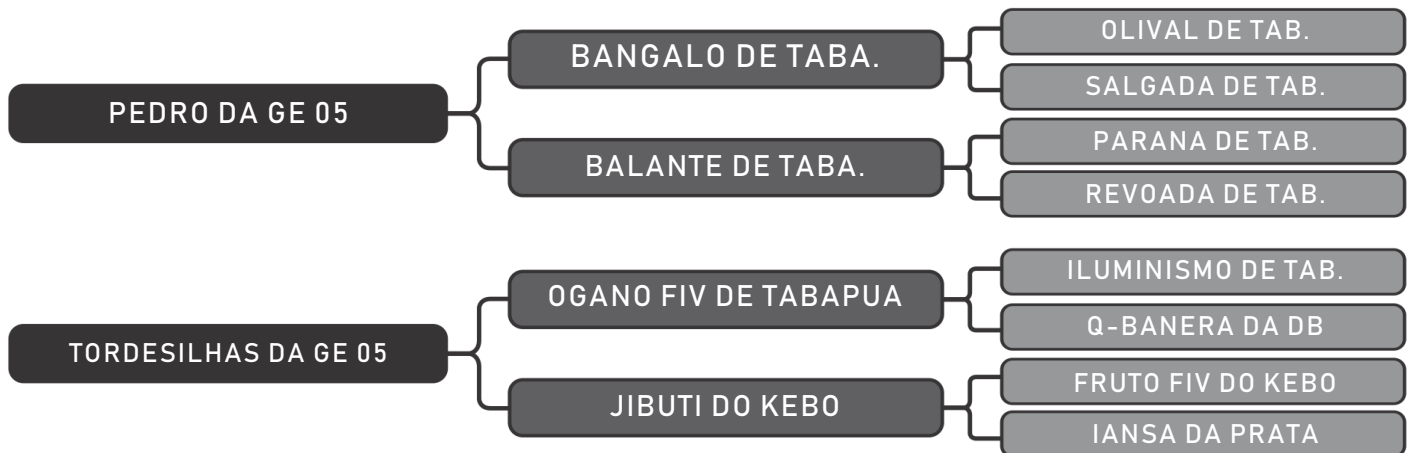 PEDRO DA GE 05
BANGALO DE TABA.
OLIVAL DE TAB.
SALGADA DE TAB.
BALANTE DE TABA.
PARANA DE TAB.
REVOADA DE TAB.
TORDESILHAS DA GE 05
OGANO FIV DE TABAPUA
ILUMINISMO DE TAB.
Q-BANERA DA DB
JIBUTI DO KEBO
FRUTO FIV DO KEBO
IANSA DA PRATA